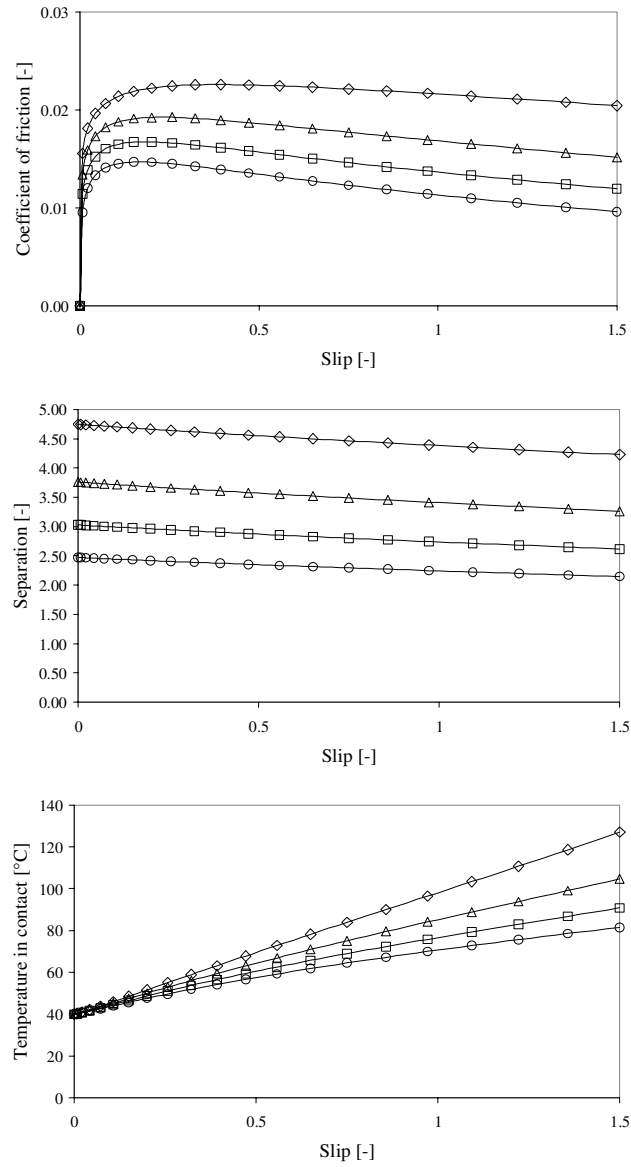 0.03
0.02
0.01
0.00
Coefficient of friction [-]
0 0.5 1 1.5
Slip [-]
5.00
4.50
4.00
3.50
3.00
2.50
2.00
1.50
1.00
0.50
0.00
Separation [-]
0 0.5 1 1.5
Slip [-]
140
120
100
80
60
40
20
0
Temperature in contact [°C]
0 0.5 1 1.5
Slip [-]